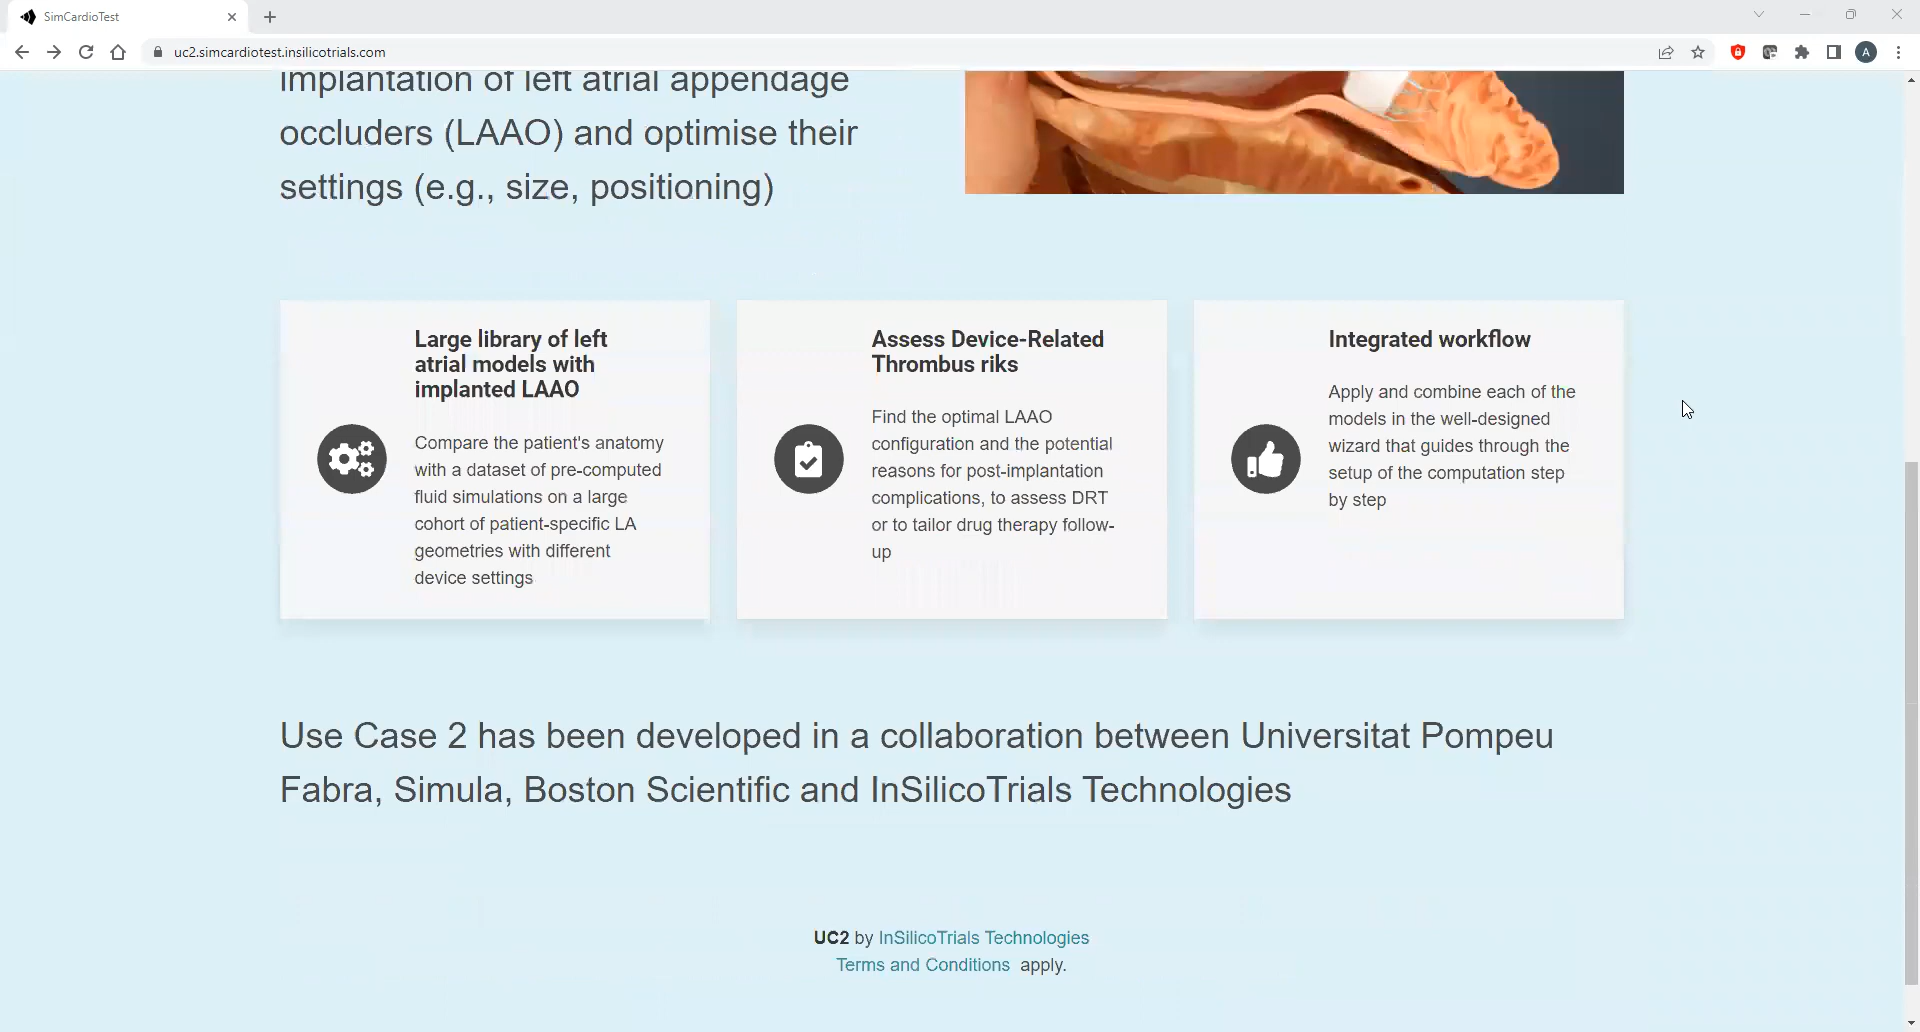 SimCardioTest
uc2.simcardiotest.insilicotrials.com
A
implantation of left atrial appendage
occluders (LAAO) and optimise their
settings (e.g., size, positioning)
Large library of left
atrial models with
implanted LAAO
Compare the patient's anatomy
with a dataset of pre-computed
fluid simulations on a large
cohort of patient-specific LA
geometries with different
device settings
Assess Device-Related
Thrombus riks
Find the optimal LAAO
configuration and the potential
reasons for post-implantation
complications, to assess DRT
or to tailor drug therapy follow-
up
Integrated workflow
Apply and combine each of the
models in the well-designed
wizard that guides through the
setup of the computation step
by step
Use Case 2 has been developed in a collaboration between Universitat Pompeu
Fabra, Simula, Boston Scientific and InSilicoTrials Technologies
UC2 by InSilicoTrials Technologies
Terms and Conditions apply.